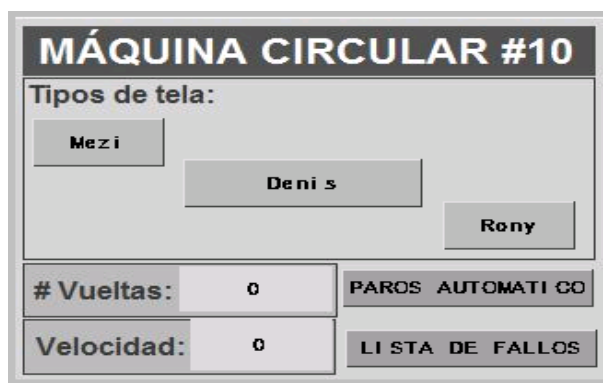 MÁQUINA CIRCULAR #10
Tipos de tela:
Mezi
Denis
Rony
# Vueltas: 0
PAROS AUTOMATICO
Velocidad: 0
LISTA DE FALLOS